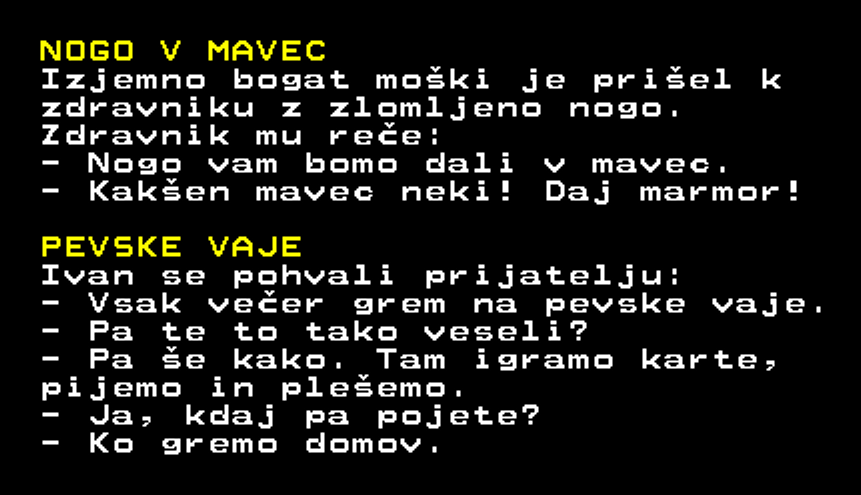 NOGO V MAVEC
Izjemno bogat moški je prišel k
zdravniku z zlomljeno nogo.
Zdravnik mu reče:
- Nogo vam bomo dali v mavec.
- Kakšen mavec neki! Daj marmor!
PEVSKE VAJE
Ivan se pohvali prijatelju:
- Vsak večer grem na pevske vaje.
- Pa te to tako veseli?
- Pa še kako. Tam igramo karte,
pijemo in plešemo.
- Ja, kdaj pa pojete?
- Ko gremo domov.